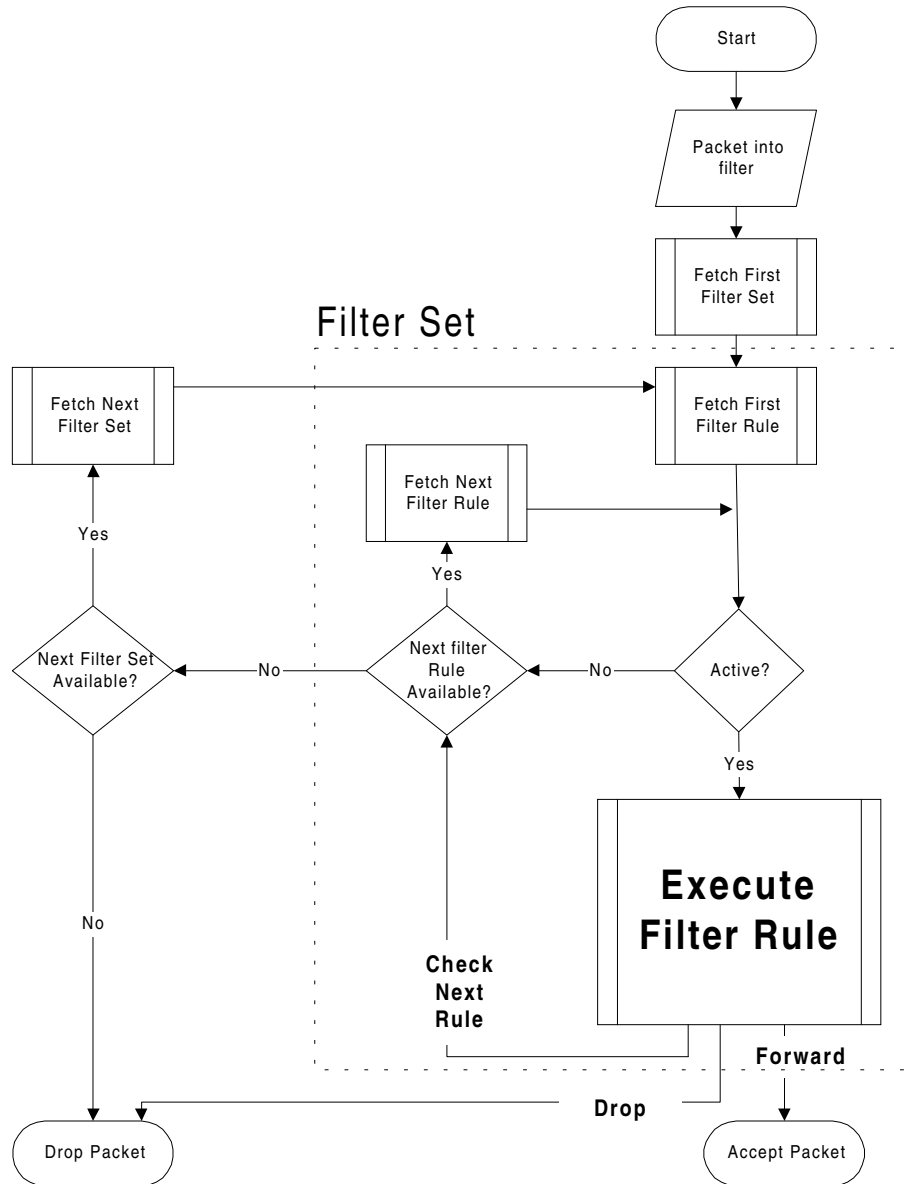 Start
Packet into
filter
Fetch First
Filter Set
Filter Set
Fetch Next
Filter Set
Fetch First
Filter Rule
Fetch Next
Filter Rule
Yes
Yes
Next Filter Set
Available?
No
Next filter
Rule
Available?
No
Active?
Yes
Execute
Filter Rule
No
Check
Next
Rule
Forward
Drop
Drop Packet
Accept Packet